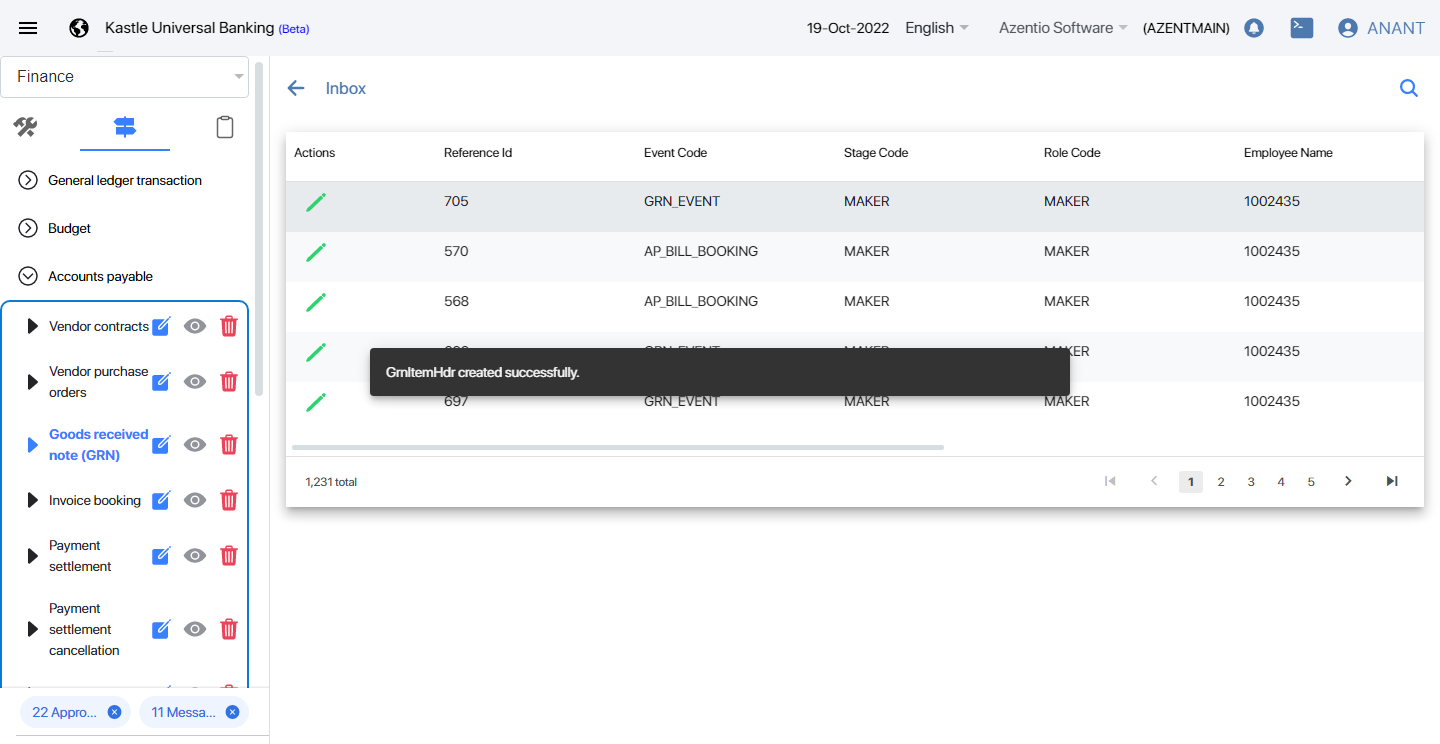 Kastle Universal Banking (Beta)
19-Oct-2022
English
Azentio Software
(AZENTMAIN)
ANANT
Finance
General ledger transaction
Budget
Accounts payable
Vendor contracts
Vendor purchase
orders
Goods received
note (GRN)
Invoice booking
Payment
settlement
Payment
settlement
cancellation
22 Appro...
11 Messa...
Inbox
Actions Reference Id Event Code Stage Code Role Code Employee Name
705 GRN_EVENT MAKER MAKER 1002435
570 AP_BILL_BOOKING MAKER MAKER 1002435
568 AP_BILL_BOOKING MAKER MAKER 1002435
GRN_EVENT MAKER MAKER 1002435
GrnItemHdr created successfully.
697 GRN_EVENT MAKER MAKER 1002435
1,231 total
1 2 3 4 5